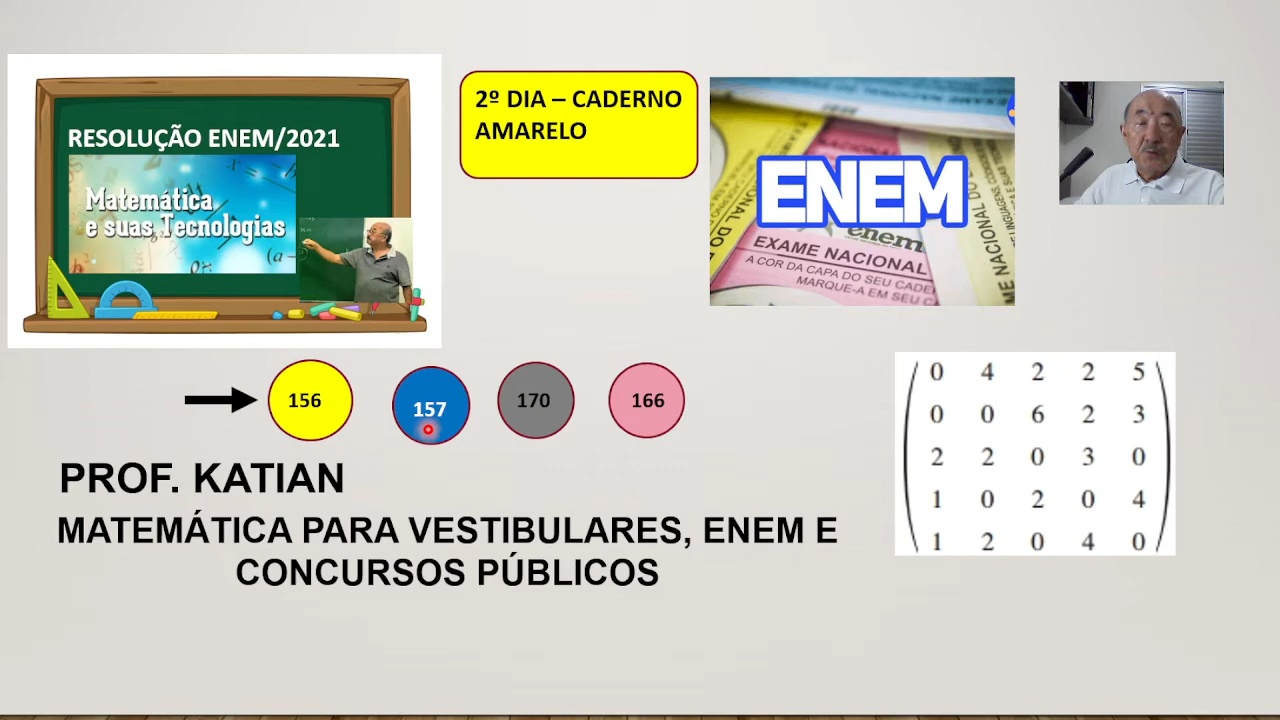 RESOLUÇÃO ENEM/2021
Matemática
e suas Tecnologias
2º DIA – CADERNO
AMARELO
ENEM
enem
EXAME NACIONAL
A COR DA CAPA DO SEU CADE
MARQUE-A EM SEU C
156
157
170
166
PROF. KATIAN
MATEMÁTICA PARA VESTIBULARES, ENEM E
CONCURSOS PÚBLICOS
0 4 2 2 5
0 0 6 2 3
2 2 0 3 0
1 0 2 0 4
1 2 0 4 0